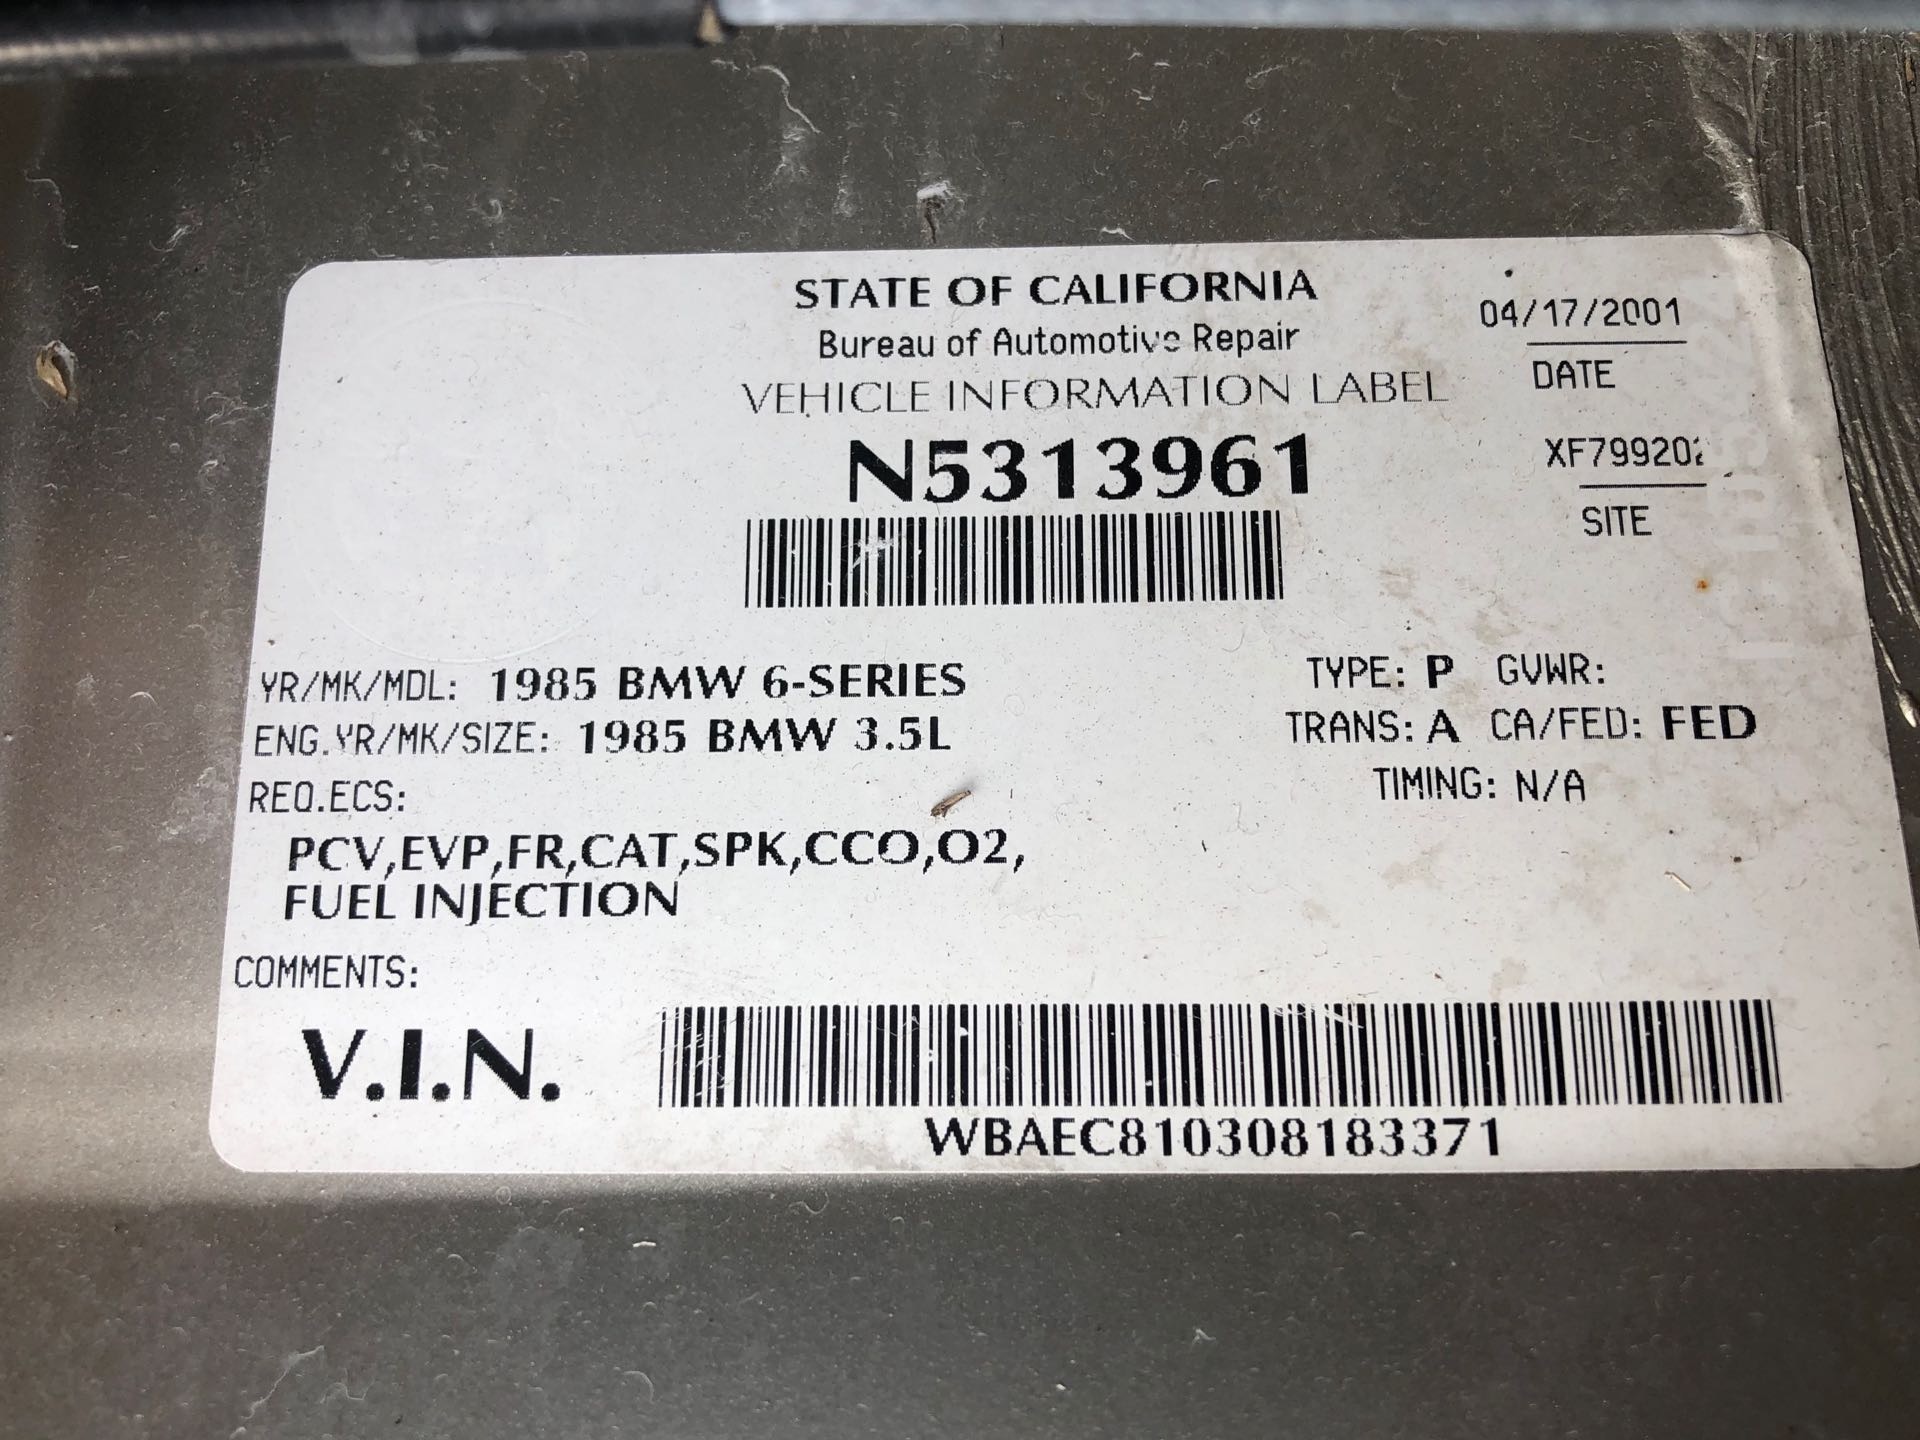 STATE OF CALIFORNIA
Bureau of Automotive Repair
VEHICLE INFORMATION LABEL
N5313961
04/17/2001
DATE
SITE
YR/MK/MDL: 1985 BMW 6-SERIES
TYPE: P GVWR:
ENG.YR/MK/SIZE: 1985 BMW 3.5L
TRANS: A CA/FED: FED
REQ.ECS:
TIMING: N/A
PCV,EVP,FR,CAT,SPK,CCO,O2,
FUEL INJECTION
COMMENTS:
V.I.N.
WBAEC810308183371